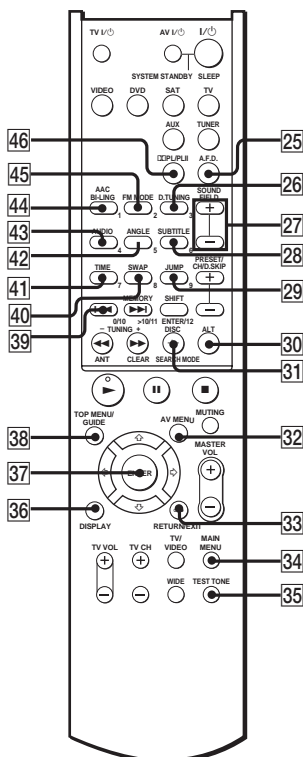 TV I/⏻ AV I/⏻ I/⏻
SYSTEM STANDBY SLEEP
VIDEO DVD SAT TV
AUX TUNER
46 25
▯▯PL/PLII A.F.D.
45 26
AAC
BI-LING FM MODE D.TUNING SOUND
FIELD
44 1 2 3 + 27
43 −
AUDIO ANGLE SUBTITLE
42 4 5 6 28
TIME SWAP JUMP PRESET/
CH/D.SKIP
41 7 8 9 + 29
40 MEMORY SHIFT −
39 0/10 >10/11 ENTER/12
− TUNING + DISC ALT 30
ANT CLEAR SEARCH MODE 31
TOP MENU/
GUIDE AV MENU MUTING
38 32
MASTER
VOL
37 ENTER +
36 − 33
DISPLAY RETURN/EXIT
TV VOL TV CH TV/
VIDEO MAIN
MENU
+ + 34
WIDE TEST TONE
− − 35